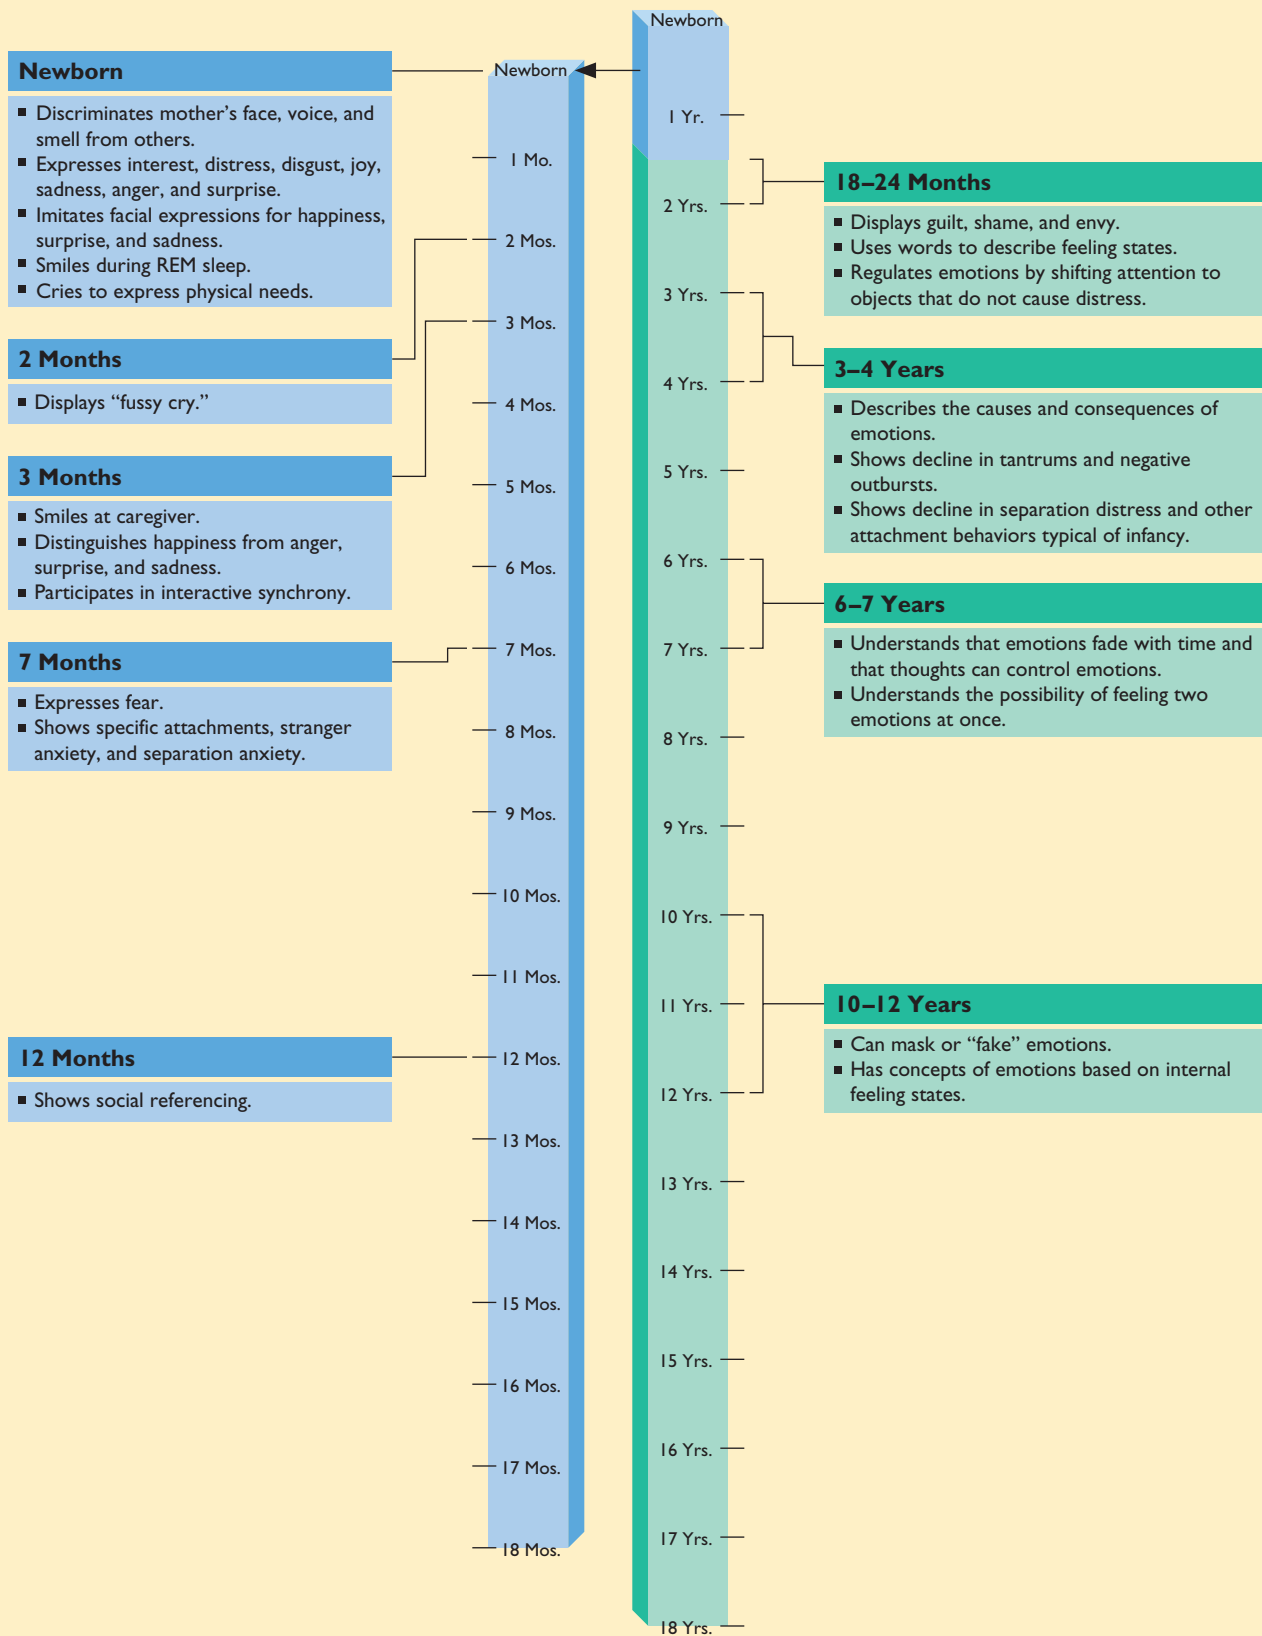 Newborn
■ Discriminates mother’s face, voice, and
smell from others.
■ Expresses interest, distress, disgust, joy,
sadness, anger, and surprise.
■ Imitates facial expressions for happiness,
surprise, and sadness.
■ Smiles during REM sleep.
■ Cries to express physical needs.
2 Months
■ Displays “fussy cry.”
3 Months
■ Smiles at caregiver.
■ Distinguishes happiness from anger,
surprise, and sadness.
■ Participates in interactive synchrony.
7 Months
■ Expresses fear.
■ Shows specific attachments, stranger
anxiety, and separation anxiety.
12 Months
■ Shows social referencing.
Newborn
1 Mo.
2 Mos.
3 Mos.
4 Mos.
5 Mos.
6 Mos.
7 Mos.
8 Mos.
9 Mos.
10 Mos.
11 Mos.
12 Mos.
13 Mos.
14 Mos.
15 Mos.
16 Mos.
17 Mos.
18 Mos.
Newborn
1 Yr.
2 Yrs.
3 Yrs.
4 Yrs.
5 Yrs.
6 Yrs.
7 Yrs.
8 Yrs.
9 Yrs.
10 Yrs.
11 Yrs.
12 Yrs.
13 Yrs.
14 Yrs.
15 Yrs.
16 Yrs.
17 Yrs.
18 Yrs.
18–24 Months
■ Displays guilt, shame, and envy.
■ Uses words to describe feeling states.
■ Regulates emotions by shifting attention to
objects that do not cause distress.
3–4 Years
■ Describes the causes and consequences of
emotions.
■ Shows decline in tantrums and negative
outbursts.
■ Shows decline in separation distress and other
attachment behaviors typical of infancy.
6–7 Years
■ Understands that emotions fade with time and
that thoughts can control emotions.
■ Understands the possibility of feeling two
emotions at once.
10–12 Years
■ Can mask or “fake” emotions.
■ Has concepts of emotions based on internal
feeling states.